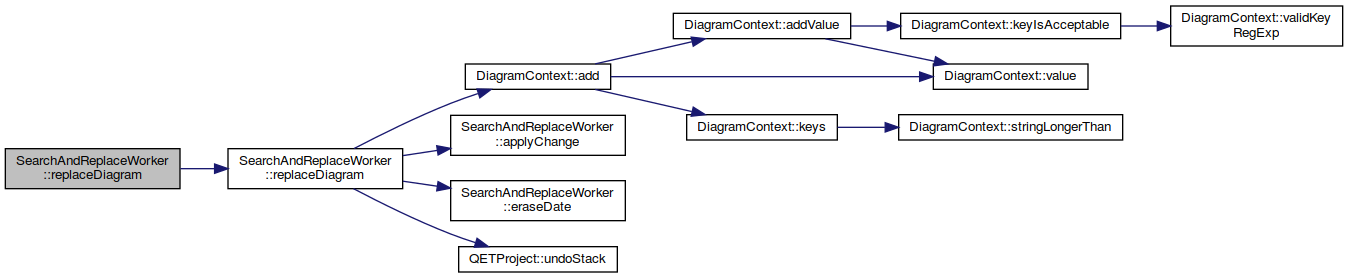 SearchAndReplaceWorker
::replaceDiagram
SearchAndReplaceWorker
::replaceDiagram
DiagramContext::add
DiagramContext::addValue
DiagramContext::keyIsAcceptable
DiagramContext::validKey
RegExp
DiagramContext::value
DiagramContext::keys
DiagramContext::stringLongerThan
SearchAndReplaceWorker
::applyChange
SearchAndReplaceWorker
::eraseDate
QETProject::undoStack